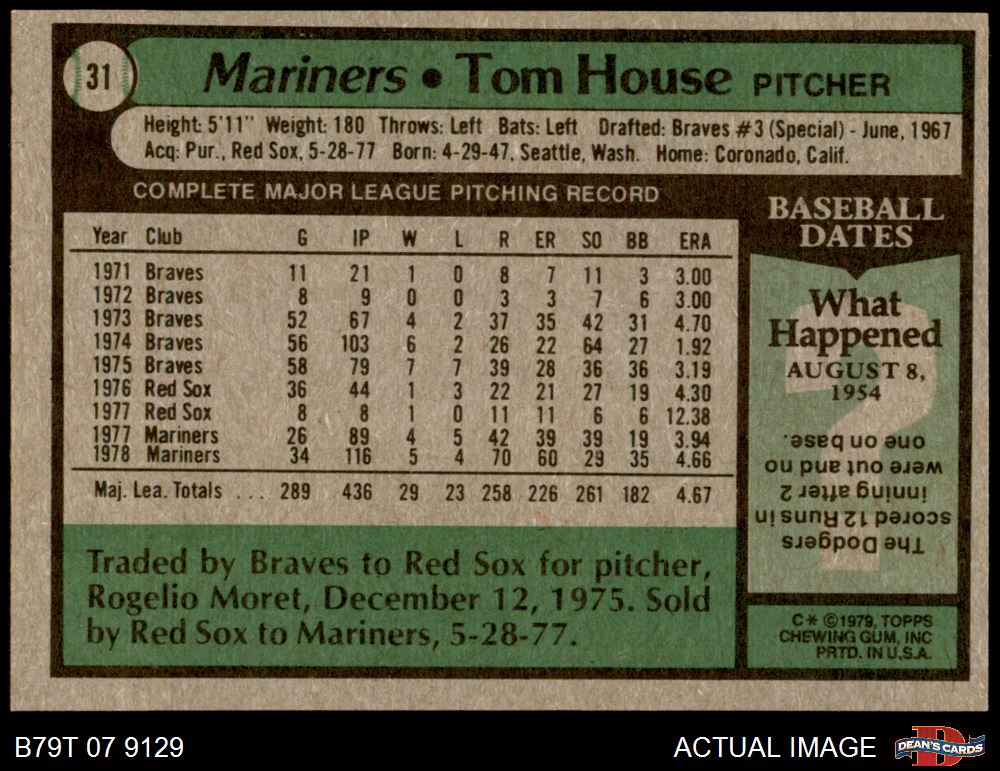 31
Mariners • Tom House PITCHER
Height: 5'11" Weight: 180 Throws: Left Bats: Left Drafted: Braves #3 (Special) - June, 1967
Acq: Pur., Red Sox, 5-28-77 Born: 4-29-47, Seattle, Wash. Home: Coronado, Calif.
COMPLETE MAJOR LEAGUE PITCHING RECORD
Year Club G IP W L R ER SO BB ERA
1971 Braves 11 21 1 0 8 7 11 3 3.00
1972 Braves 8 9 0 0 3 3 7 6 3.00
1973 Braves 52 67 4 2 37 35 42 31 4.70
1974 Braves 56 103 6 2 26 22 64 27 1.92
1975 Braves 58 79 7 7 39 28 36 36 3.19
1976 Red Sox 36 44 1 3 22 21 27 19 4.30
1977 Red Sox 8 8 1 0 11 11 6 6 12.38
1977 Mariners 26 89 4 5 42 39 39 19 3.94
1978 Mariners 34 116 5 4 70 60 29 35 4.66
Maj. Lea. Totals ... 289 436 29 23 258 226 261 182 4.67
Traded by Braves to Red Sox for pitcher,
Rogelio Moret, December 12, 1975. Sold
by Red Sox to Mariners, 5-28-77.
BASEBALL
DATES
What
Happened
AUGUST 8,
1954
?
The Dodgers
scored 12 Runs in
inning after 2
were out and no
one on base.
C* ©1979, TOPPS
CHEWING GUM, INC
PRTD. IN U.S.A.
B79T 07 9129
ACTUAL IMAGE
D
DEAN'S CARDS